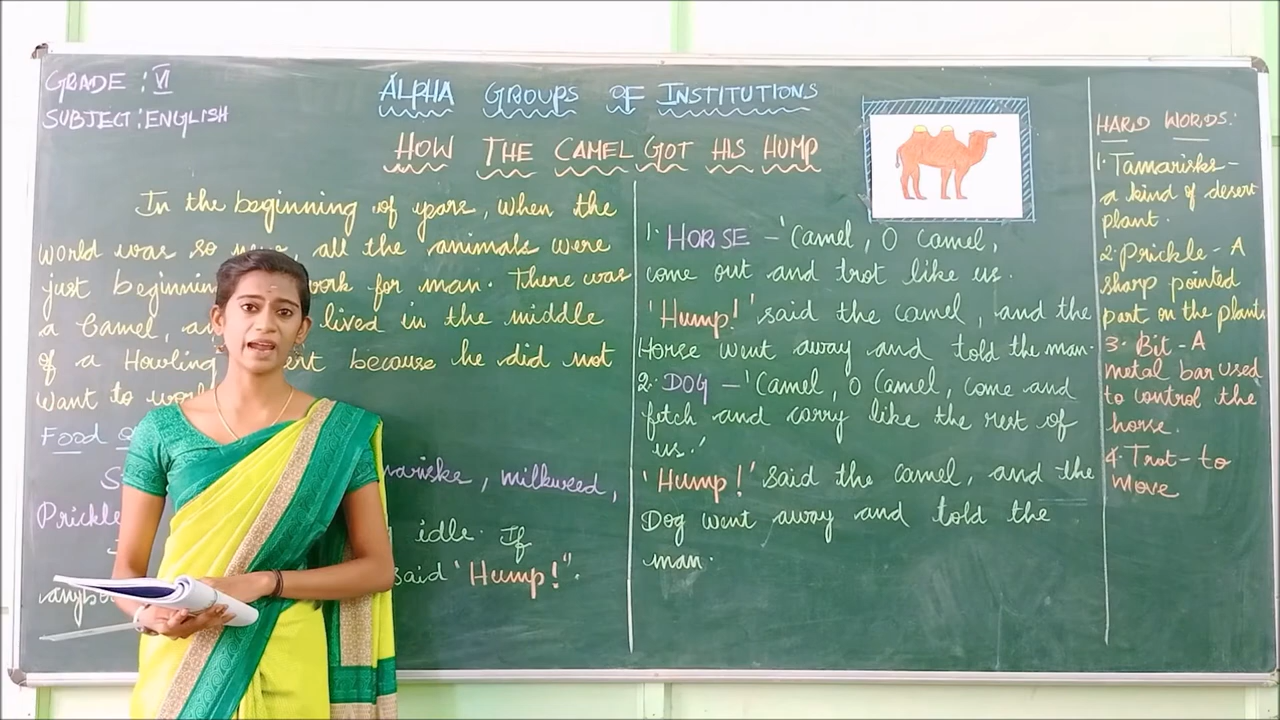 GRADE : VI
SUBJECT : ENGLISH
ALPHA GROUPS OF INSTITUTIONS
HOW THE CAMEL GOT HIS HUMP
In the beginning of years, when the
world was so new, all the animals were
just beginning work for man. There was
a Camel, lived in the middle
of a Howling because he did not
want to
Food
milkweed,
Prickle
idle. If
said "Hump!".
1. HORSE - 'Camel, O Camel,
come out and trot like us.
'Hump!' said the camel, and the
Horse went away and told the man.
2. DOG - 'Camel, O Camel, come and
fetch and carry like the rest of
us.'
'Hump!' said the camel, and the
Dog went away and told the
man.
HARD WORDS:
1. Tamarisks -
a kind of desert
plant.
2. Prickle - A
sharp pointed
part on the plants
3. Bit - A
metal bar used
to control the
horse.
4. Trot - to
move